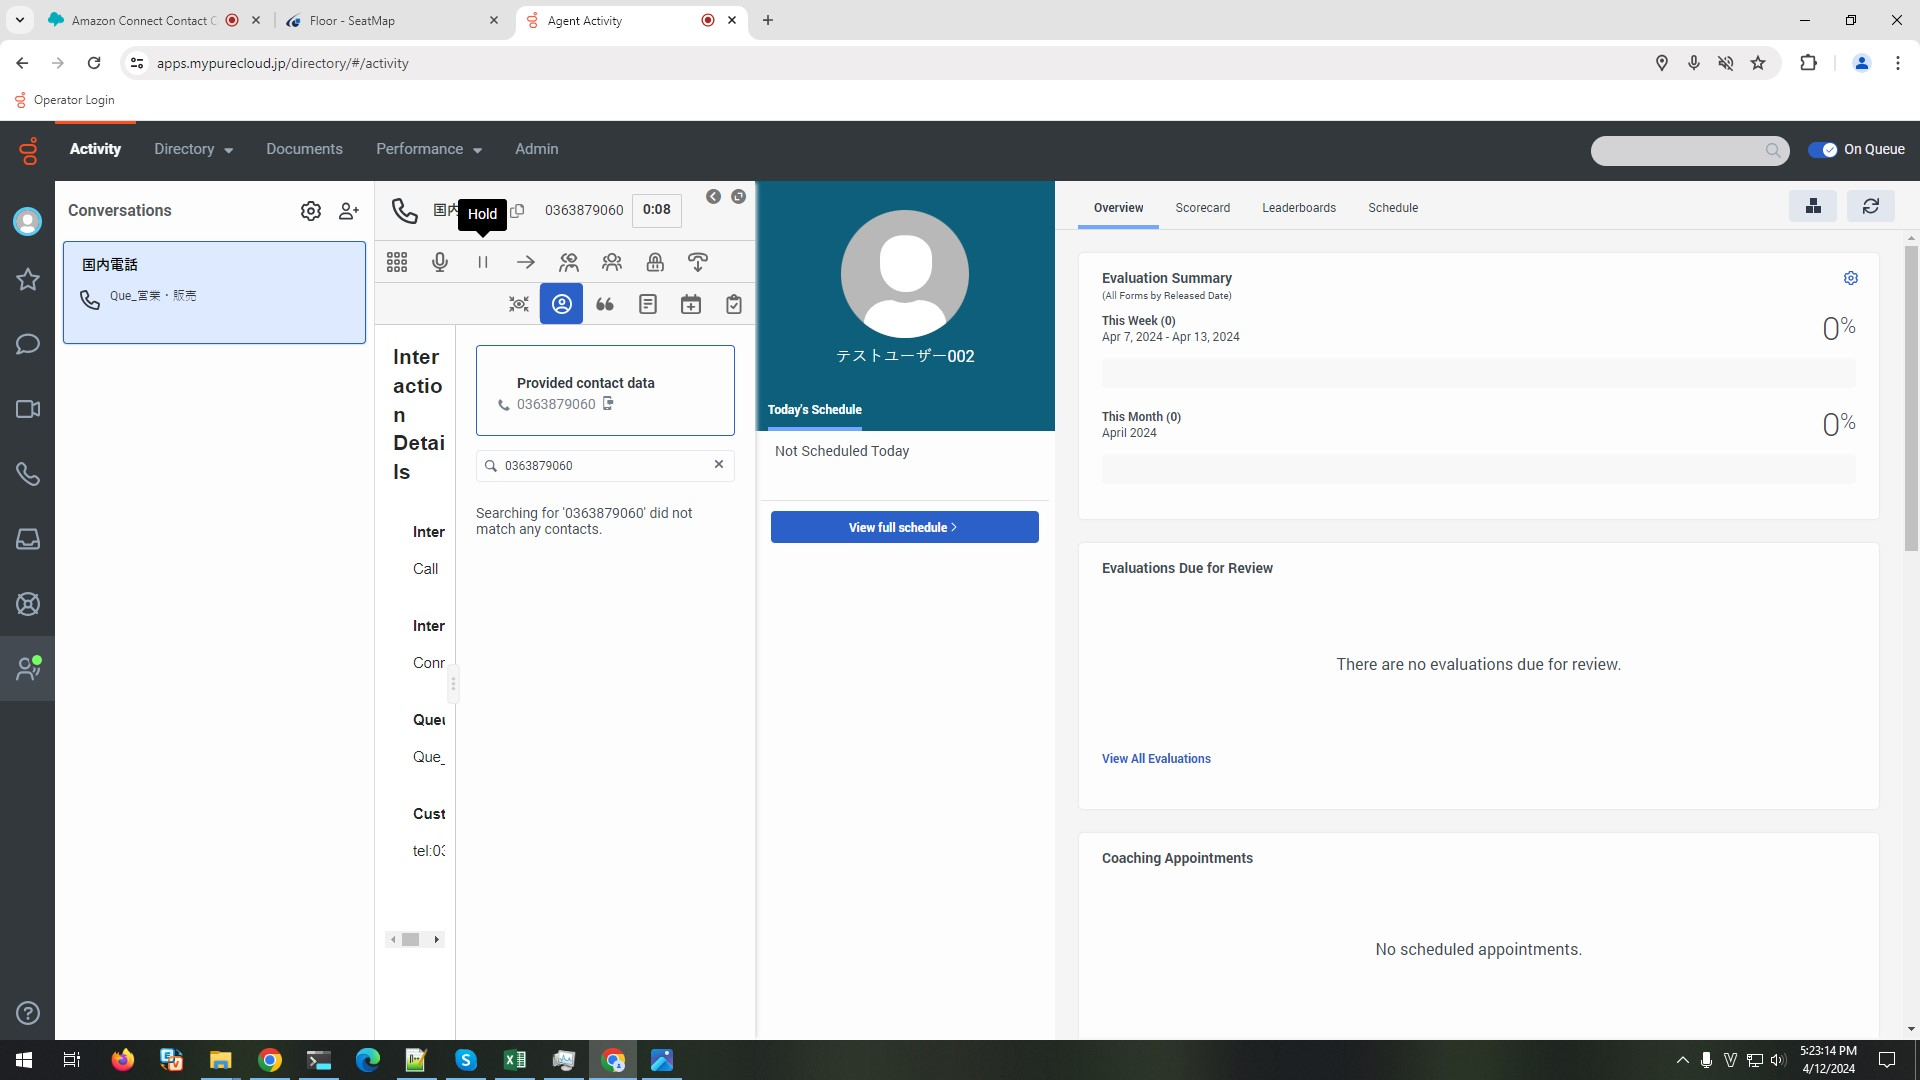 Amazon Connect Contact C
Floor - SeatMap
Agent Activity
apps.mypurecloud.jp/directory/#/activity
Operator Login
Activity
Directory
Documents
Performance
Admin
On Queue
Conversations
国内電話
Que_営業・販売
国内
Hold
0363879060
0:08
Interaction Details
Inter
Call
Inter
Conr
Queu
Que_
Cust
tel:03
Provided contact data
0363879060
0363879060
Searching for '0363879060' did not
match any contacts.
テストユーザー002
Today's Schedule
Not Scheduled Today
View full schedule
Overview
Scorecard
Leaderboards
Schedule
Evaluation Summary
(All Forms by Released Date)
This Week (0)
Apr 7, 2024 - Apr 13, 2024
0%
This Month (0)
April 2024
0%
Evaluations Due for Review
There are no evaluations due for review.
View All Evaluations
Coaching Appointments
No scheduled appointments.
5:23:14 PM
4/12/2024